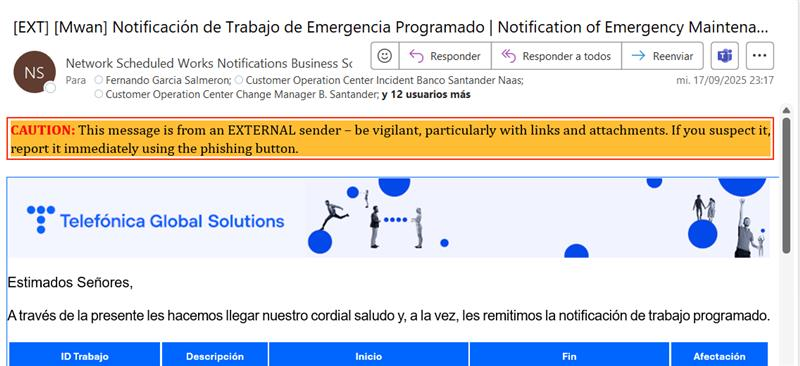 [EXT] [Mwan] Notificación de Trabajo de Emergencia Programado | Notification of Emergency Maintena...
NS
Network Scheduled Works Notifications Business Sc
Responder
Responder a todos
Reenviar
Para Fernando Garcia Salmeron; Customer Operation Center Incident Banco Santander Naas;
Customer Operation Center Change Manager B. Santander; y 12 usuarios más
mi. 17/09/2025 23:17
CAUTION: This message is from an EXTERNAL sender – be vigilant, particularly with links and attachments. If you suspect it,
report it immediately using the phishing button.
Telefónica Global Solutions
Estimados Señores,
A través de la presente les hacemos llegar nuestro cordial saludo y, a la vez, les remitimos la notificación de trabajo programado.
ID Trabajo Descripción Inicio Fin Afectación